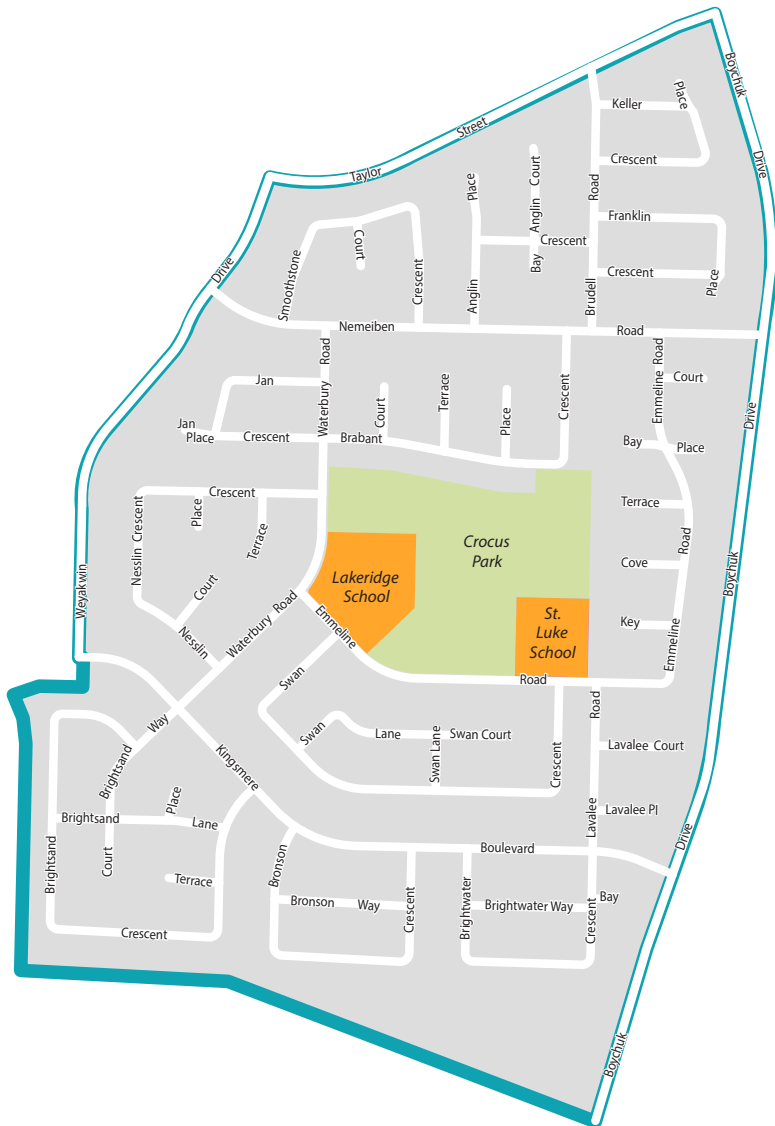 Boychuk
Keller
Place
Street
Taylor
Crescent
Drive
Place
Anglin Court
Road
Franklin
Court
Crescent
Bay
Drive
Smoothstone
Crescent
Crescent
Place
Anglin
Brudell
Nemeiben
Road
Road
Emmeline Road
Jan
Waterbury
Court
Terrace
Place
Crescent
Court
Drive
Jan
Place
Crescent
Brabant
Bay
Place
Crescent
Place
Terrace
Nesslin Crescent
Terrace
Road
Crocus
Park
Lakeridge
School
Cove
Boychuk
Weyakwin
Court
Waterbury Road
Emmeline
St.
Luke
School
Key
Emmeline
Nesslin
Swan
Road
Road
Way
Swan
Lane
Swan Court
Lavalee Court
Brightsand
Kingsmere
Swan Lane
Crescent
Place
Lavalee Pl
Brightsand
Lane
Lavalee
Drive
Court
Boulevard
Brightsand
Terrace
Bronson
Bronson Way
Crescent
Brightwater
Brightwater Way
Bay
Crescent
Crescent
Boychuk